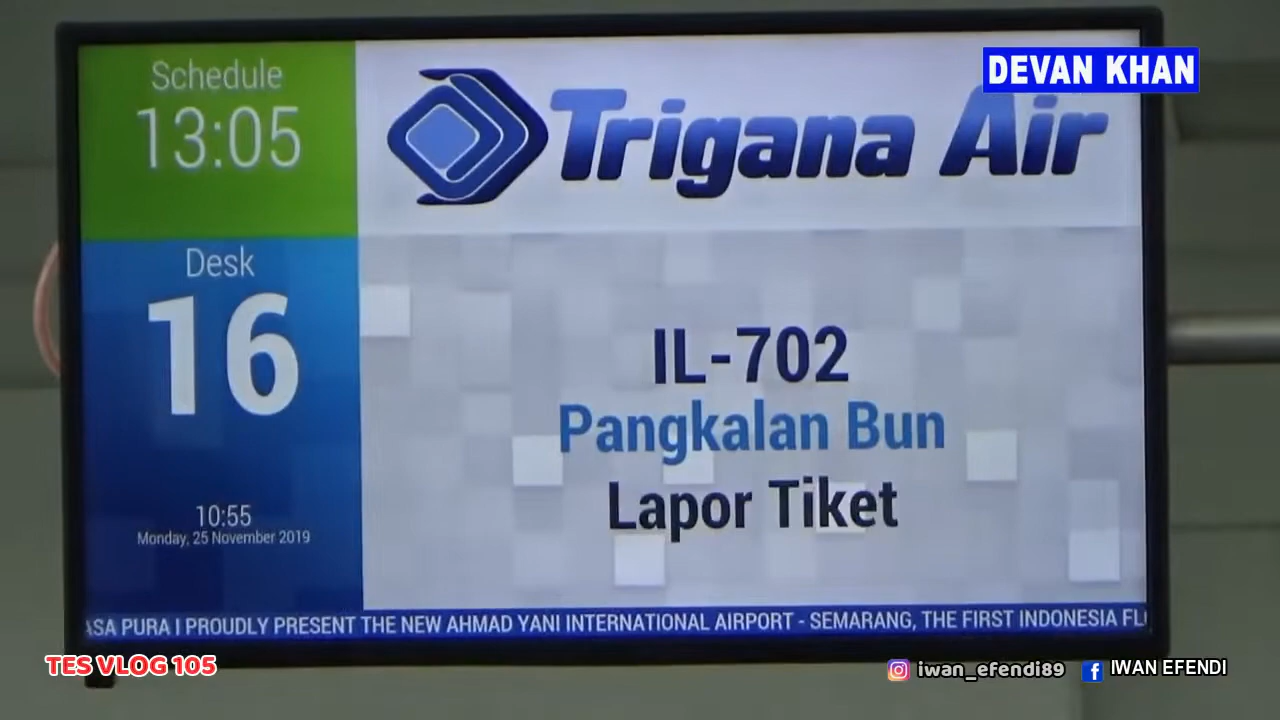 DEVAN KHAN
Schedule
13:05
Trigana Air
Desk
16
IL-702
Pangkalan Bun
Lapor Tiket
10:55
Monday, 25 November 2019
ASA PURA I PROUDLY PRESENT THE NEW AHMAD YANI INTERNATIONAL AIRPORT - SEMARANG, THE FIRST INDONESIA FL
TES VLOG 105
iwan_efendi89
IWAN EFENDI